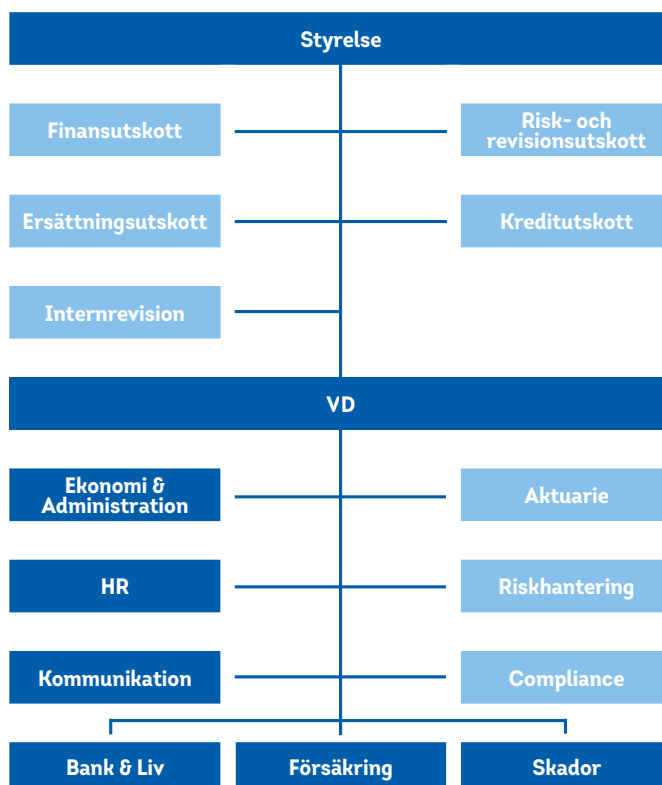 Styrelse
Finansutskott
Risk- och
revisionsutskott
Ersättningsutskott
Kreditutskott
Internrevision
VD
Ekonomi &
Administration
Aktuarie
HR
Riskhantering
Kommunikation
Compliance
Bank & Liv
Försäkring
Skador